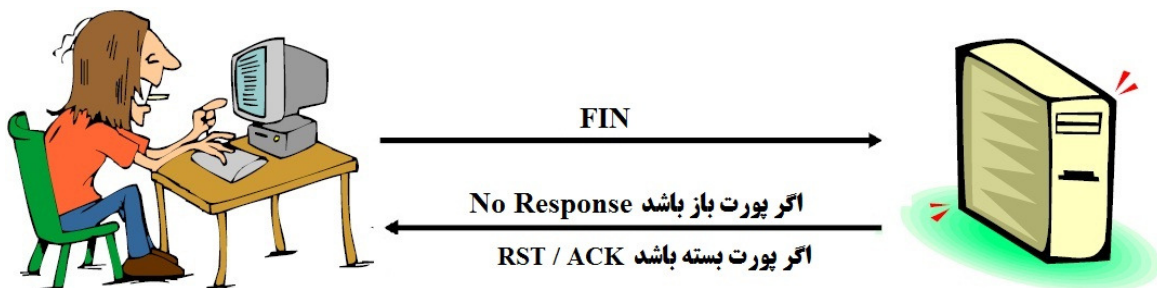 FIN
اگر پورت باز باشد No Response
اگر پورت بسته باشد RST / ACK